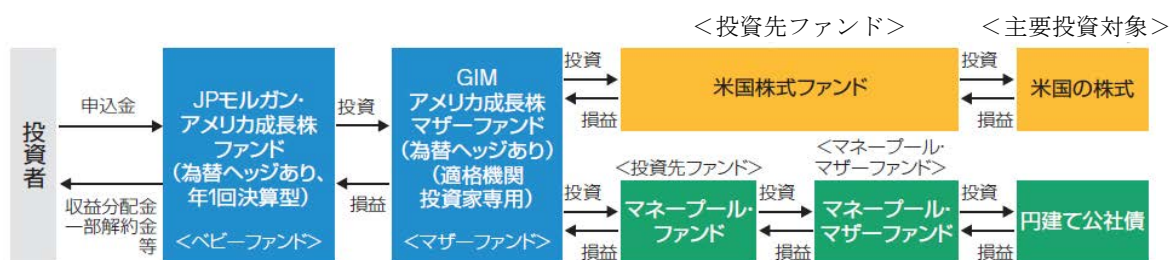 ＜投資先ファンド＞
＜主要投資対象＞
投資者
申込金
収益分配金
一部解約金
等
JPモルガン・
アメリカ成長株
ファンド
(為替ヘッジあり、
年1回決算型)
＜ベビーファンド＞
投資
損益
GIM
アメリカ成長株
マザーファンド
(為替ヘッジあり)
(適格機関
投資家専用)
＜マザーファンド＞
投資
損益
米国株式ファンド
投資
損益
米国の株式
投資
損益
＜投資先ファンド＞
マネープール・
ファンド
投資
損益
＜マネープール・
マザーファンド＞
マネープール・
マザーファンド
投資
損益
円建て公社債